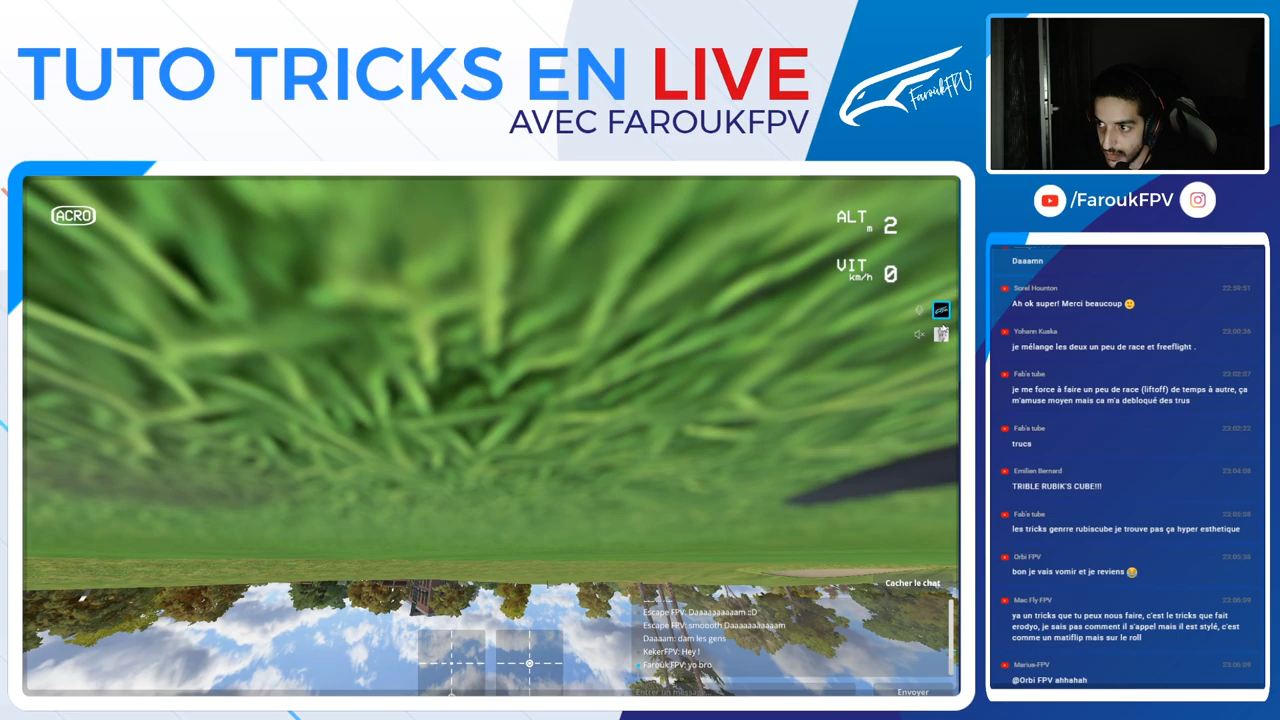 TUTO TRICKS EN LIVE
AVEC FAROUKFPV
FaroukFPV
/FaroukFPV
ACRO
ALT m 2
VIT km/h 0
Cacher le chat
Escape FPV: Daaaaaaaaaam ::D
Escape FPV: smoooth Daaaaaaaaaaam
Daaaam: dam les gens
KekerFPV: Hey !
Farouk FPV: yo bro
Entrer un message
Envoyer
Daaamn
Sorel Hounton 22:59:51
Ah ok super! Merci beaucoup 🙂
Yohann Kuaka 23:00:36
je mélange les deux un peu de race et freeflight .
Fab's tube 23:02:07
je me force à faire un peu de race (liftoff) de temps à autre, ça
m'amuse moyen mais ca m'a debloqué des trus
Fab's tube 23:02:22
trucs
Emilien Bernard 23:04:58
TRIBLE RUBIK'S CUBE!!!
Fab's tube 23:05:08
les tricks genrre rubiscube je trouve pas ça hyper esthetique
Orbi FPV 23:05:38
bon je vais vomir et je reviens 😂
Mac Fly FPV 23:06:09
ya un tricks que tu peux nous faire, c'est le tricks que fait
erodyo, je sais pas comment il s'appel mais il est stylé, c'est
comme un matiflip mais sur le roll
Marius-FPV 23:06:09
@Orbi FPV ahhahah